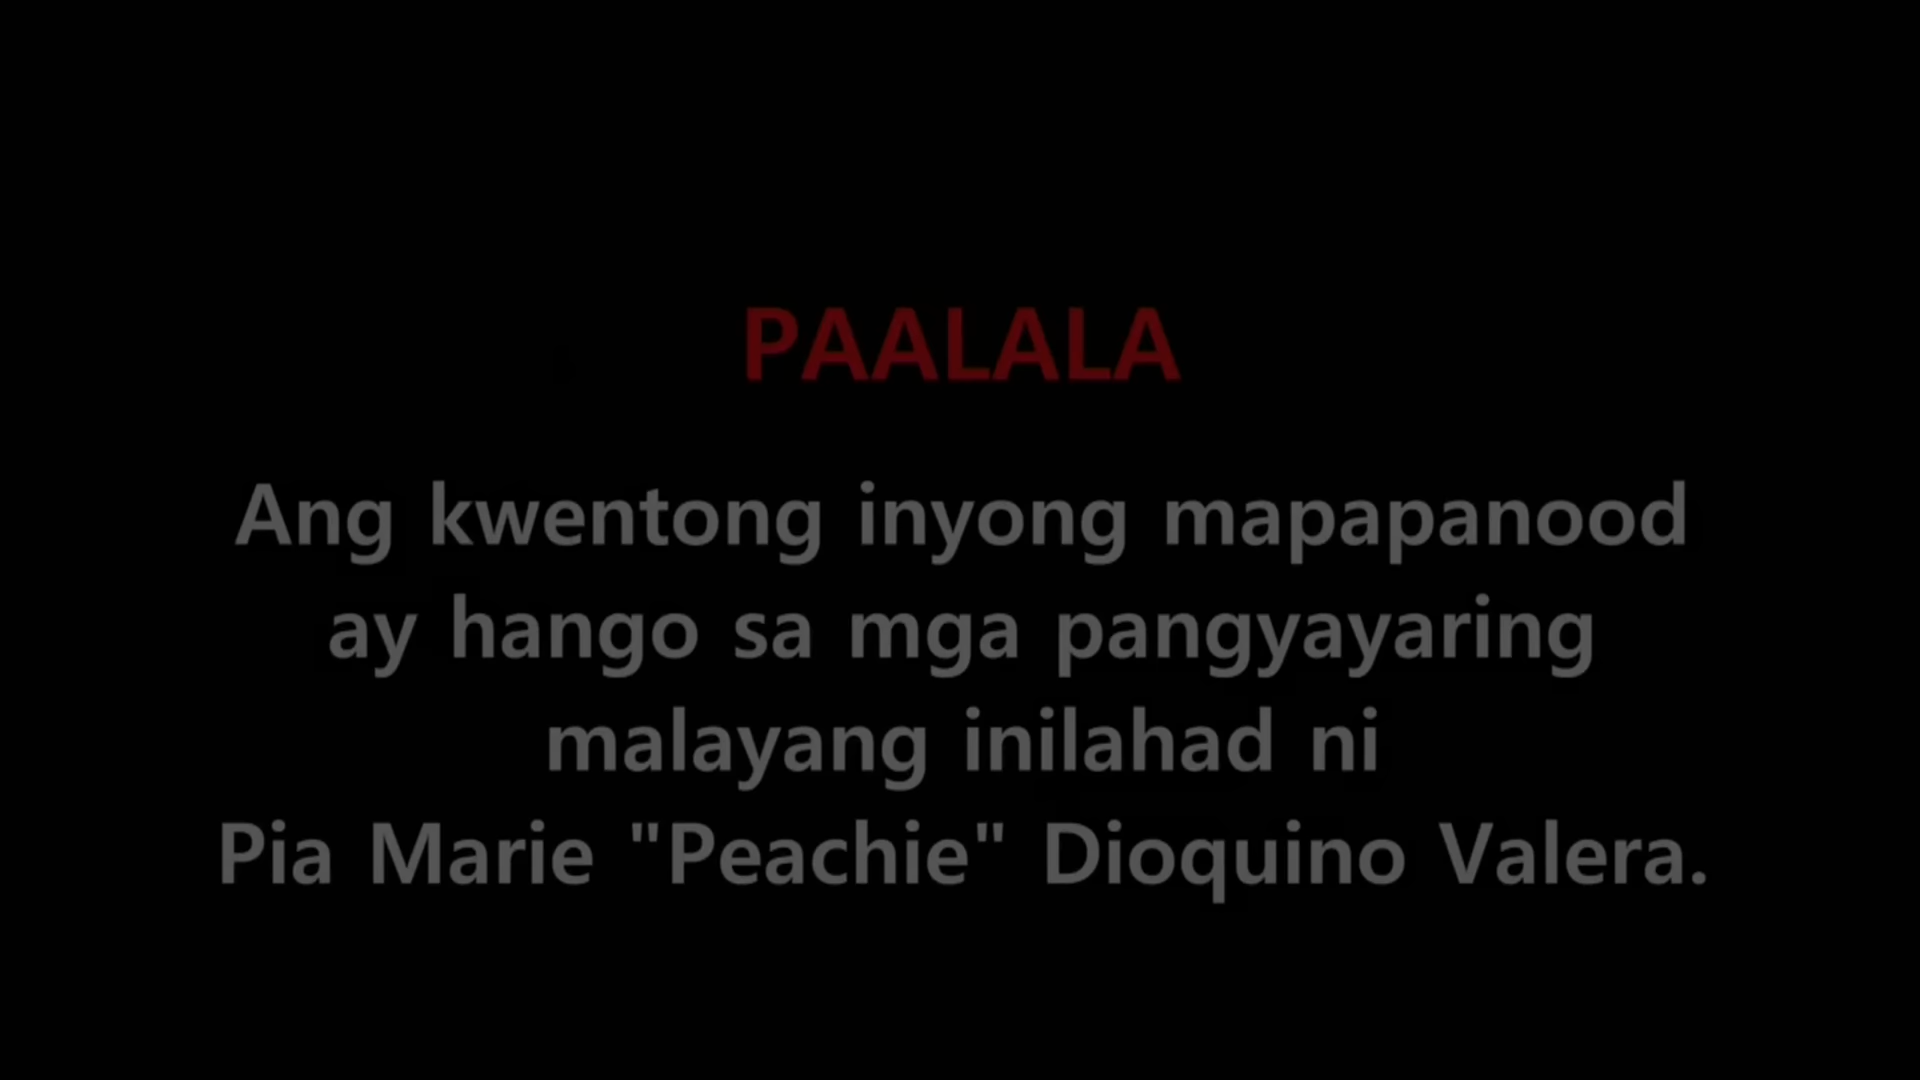 PAALALA
Ang kwentong inyong mapapanood
ay hango sa mga pangyayaring
malayang inilahad ni
Pia Marie "Peachie" Dioquino Valera.